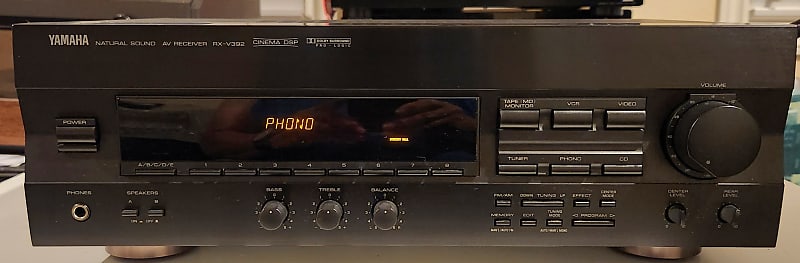 YAMAHA NATURAL SOUND AV RECEIVER RX-V392 CINEMA DSP DOLBY SURROUND
PRO · LOGIC
VOLUME
POWER
PHONO
TAPE (MD)
MONITOR
VCR
VIDEO
A/B/C/D/E 1 2 3 4 5 6 7 8
TUNER PHONO CD
PHONES
SPEAKERS
A B
BASS
TREBLE
BALANCE
FM/AM
DOWN TUNING UP
EFFECT
CENTER
MODE
MEMORY
EDIT
TUNING
MODE
PROGRAM
CENTER
LEVEL
REAR
LEVEL